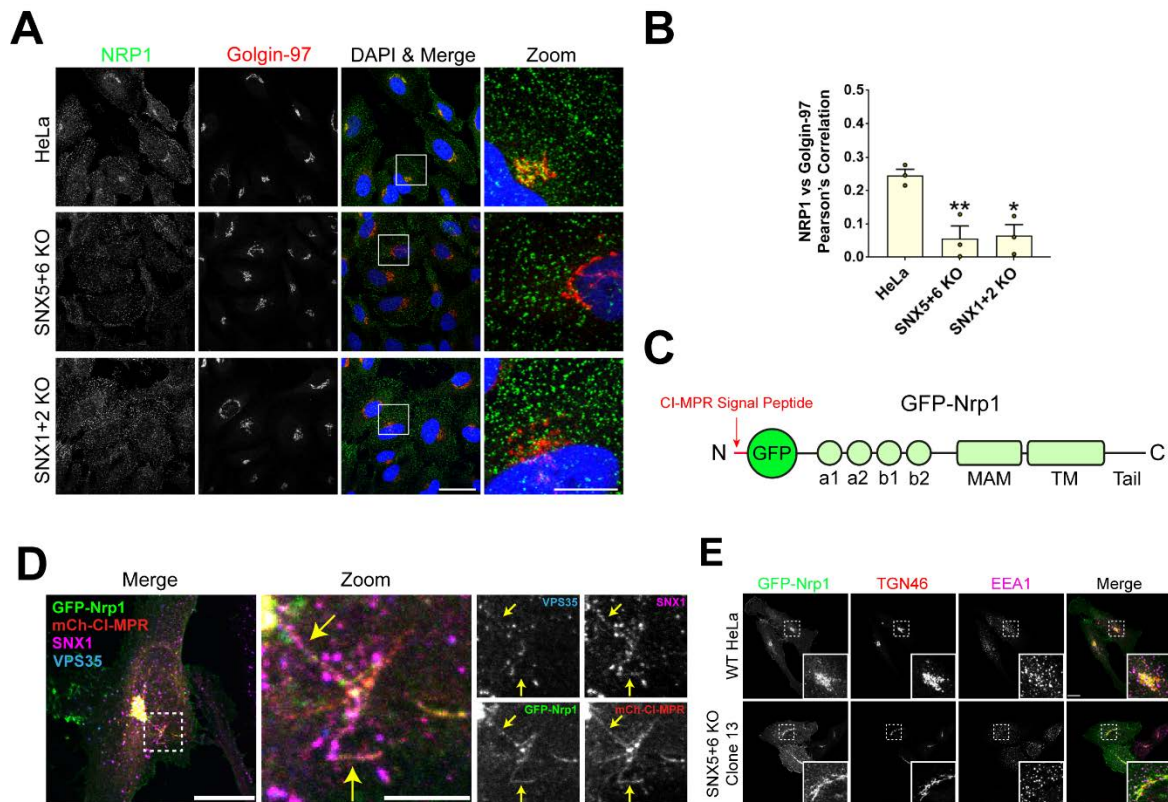 A
NRP1 Golgin-97 DAPI & Merge Zoom
HeLa
SNX5+6 KO
SNX1+2 KO
B
NRP1 vs Golgin-97
Pearson's Correlation
0.5
0.4
0.3
0.2
0.1
0.0
** *
HeLa
SNX5+6 KO
SNX1+2 KO
C
CI-MPR Signal Peptide GFP-Nrp1
N GFP C
a1 a2 b1 b2 MAM TM Tail
D
Merge Zoom
GFP-Nrp1
mCh-CI-MPR
SNX1
VPS35
VPS35 SNX1
GFP-Nrp1 mCh-CI-MPR
E
GFP-Nrp1 TGN46 EEA1 Merge
WT HeLa
SNX5+6 KO
Clone 13